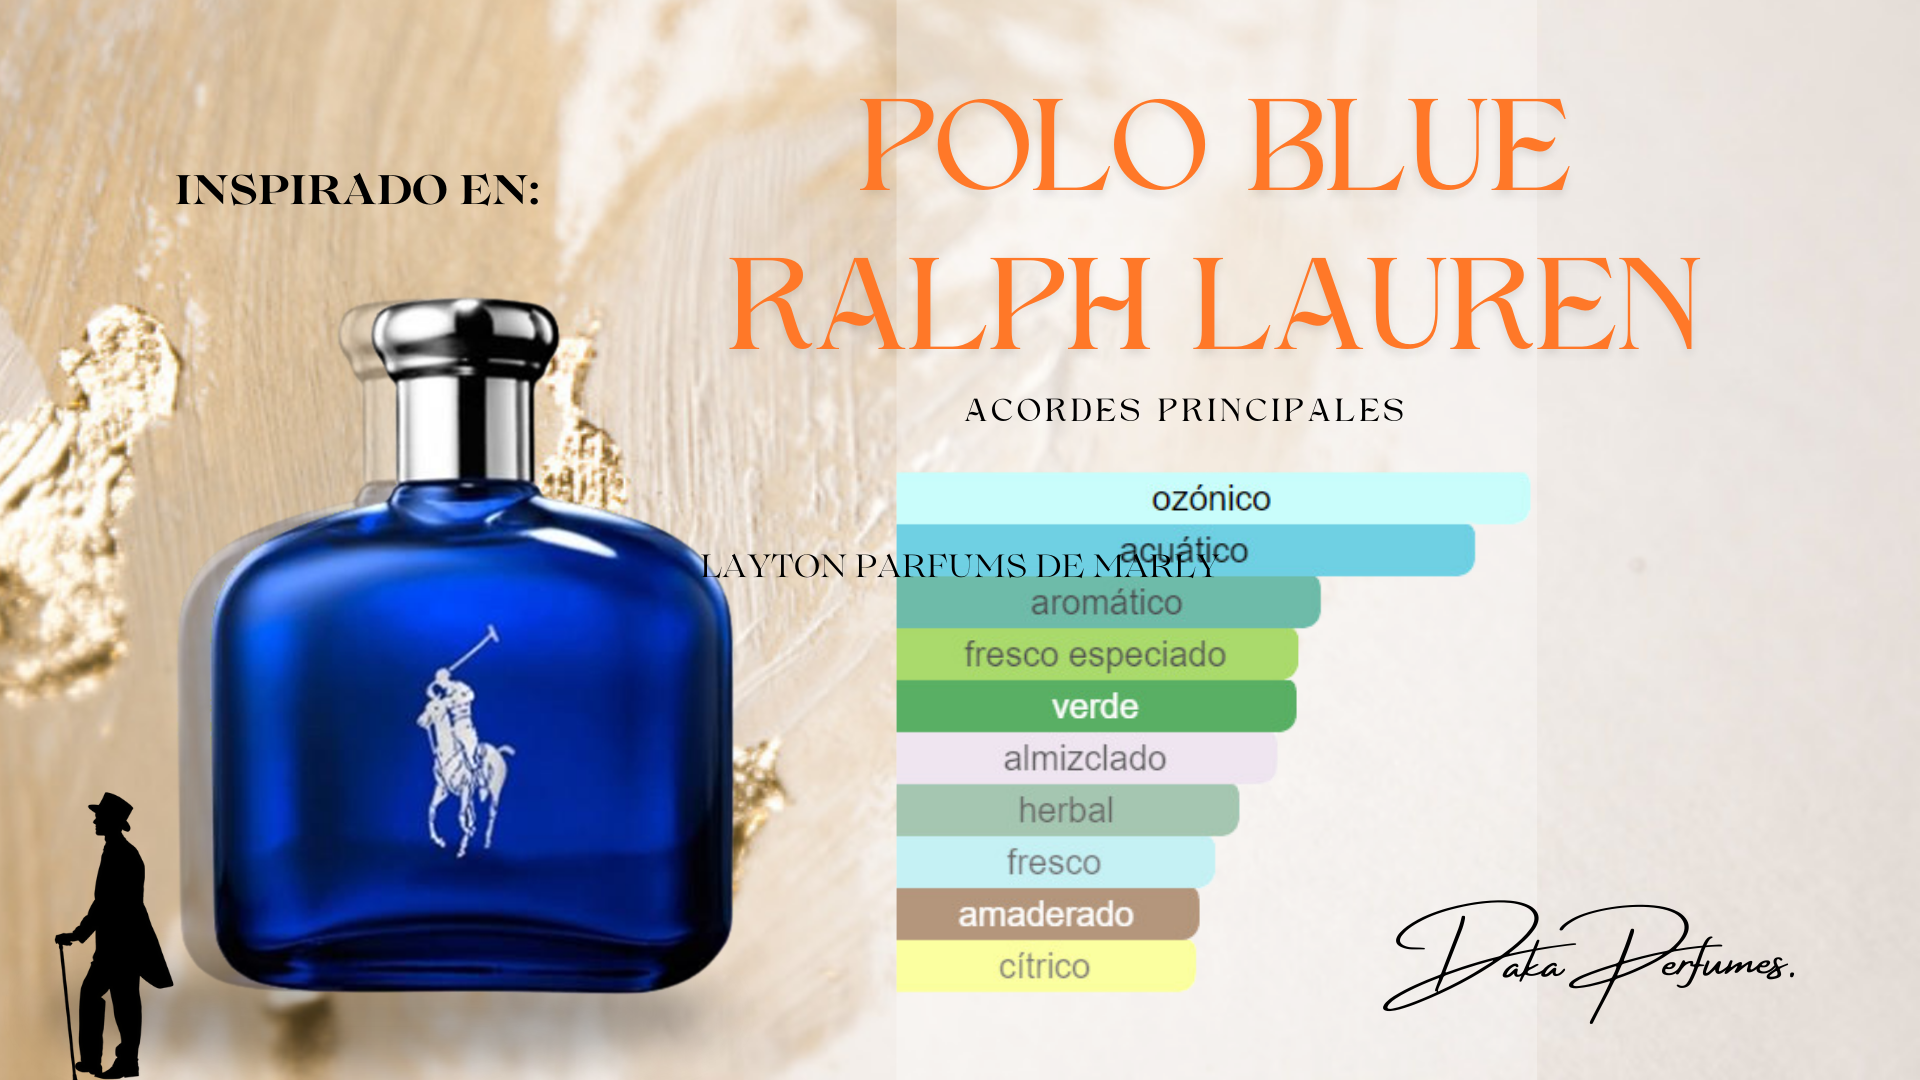 INSPIRADO EN:
POLO BLUE
RALPH LAUREN
ACORDES PRINCIPALES
ozónico
acuático
LAYTON PARFUMS DE MARLY
aromático
fresco especiado
verde
almizclado
herbal
fresco
amaderado
cítrico
Daka Perfumes.